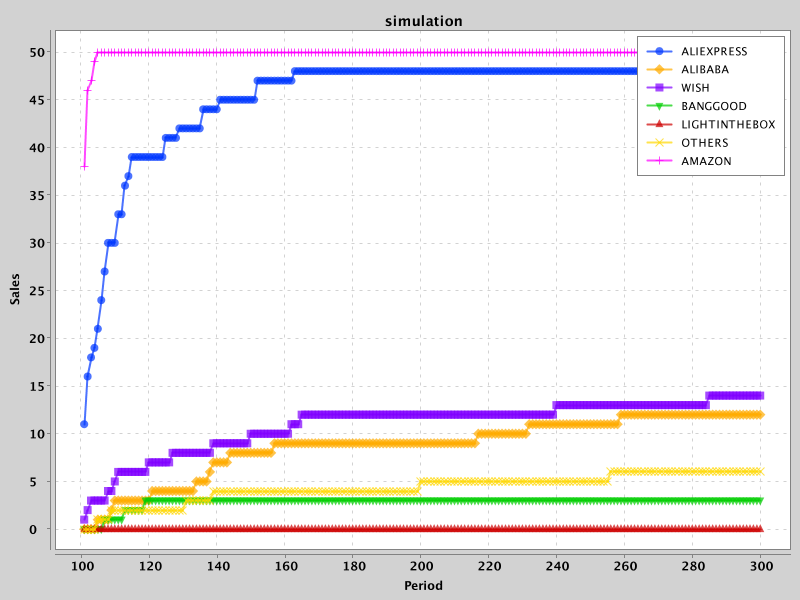 simulation
50
45
40
35
30
25
20
15
10
5
0
Sales
ALIEXPRESS
ALIBABA
WISH
BANGGOOD
LIGHTINTHEBOX
OTHERS
AMAZON
100 120 140 160 180 200 220 240 260 280 300
Period